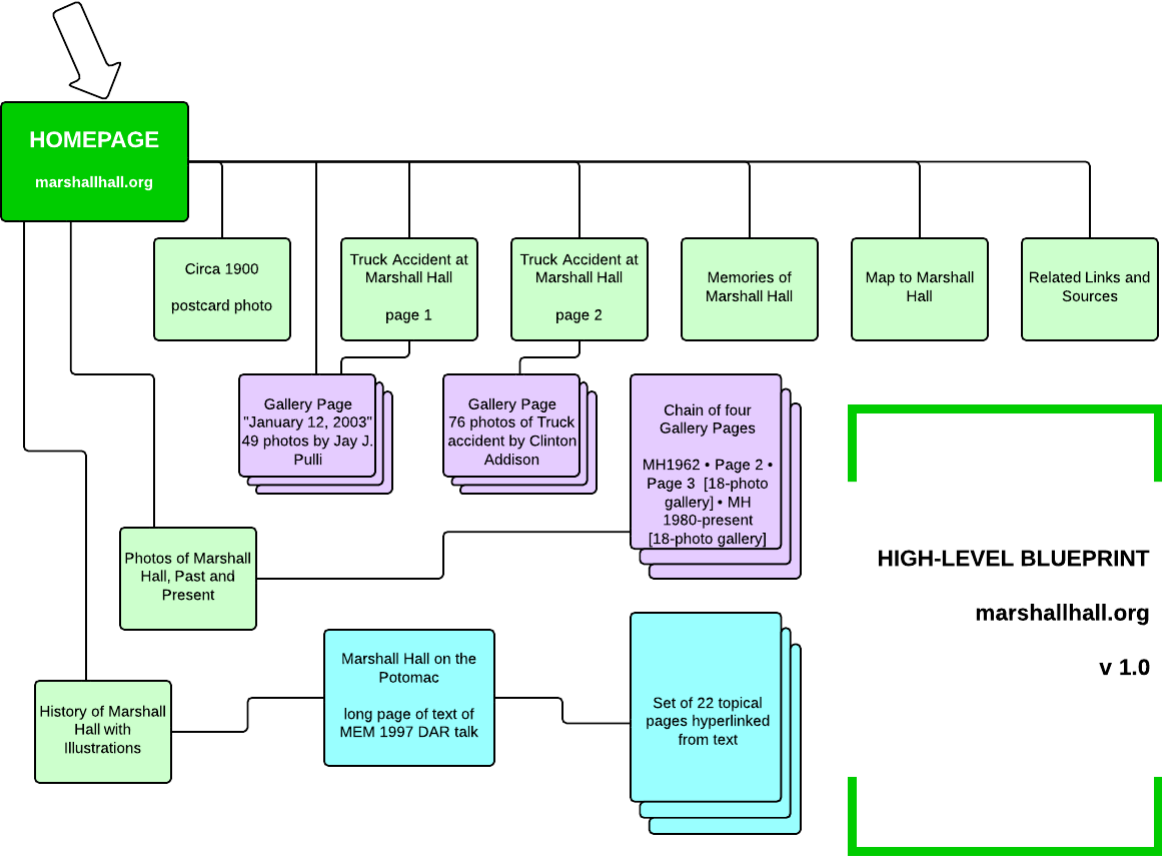 HOMEPAGE
marshallhall.org
Circa 1900
postcard photo
Truck Accident at
Marshall Hall
page 1
Truck Accident at
Marshall Hall
page 2
Memories of
Marshall Hall
Map to Marshall
Hall
Related Links and
Sources
Gallery Page
"January 12, 2003"
49 photos by Jay J.
Pulli
Gallery Page
76 photos of Truck
accident by Clinton
Addison
Chain of four
Gallery Pages
MH1962 • Page 2 •
Page 3 [18-photo
gallery] • MH
1980-present
[18-photo gallery]
Photos of Marshall
Hall, Past and
Present
HIGH-LEVEL BLUEPRINT
marshallhall.org
v 1.0
History of Marshall
Hall with
Illustrations
Marshall Hall on the
Potomac
long page of text of
MEM 1997 DAR talk
Set of 22 topical
pages hyperlinked
from text